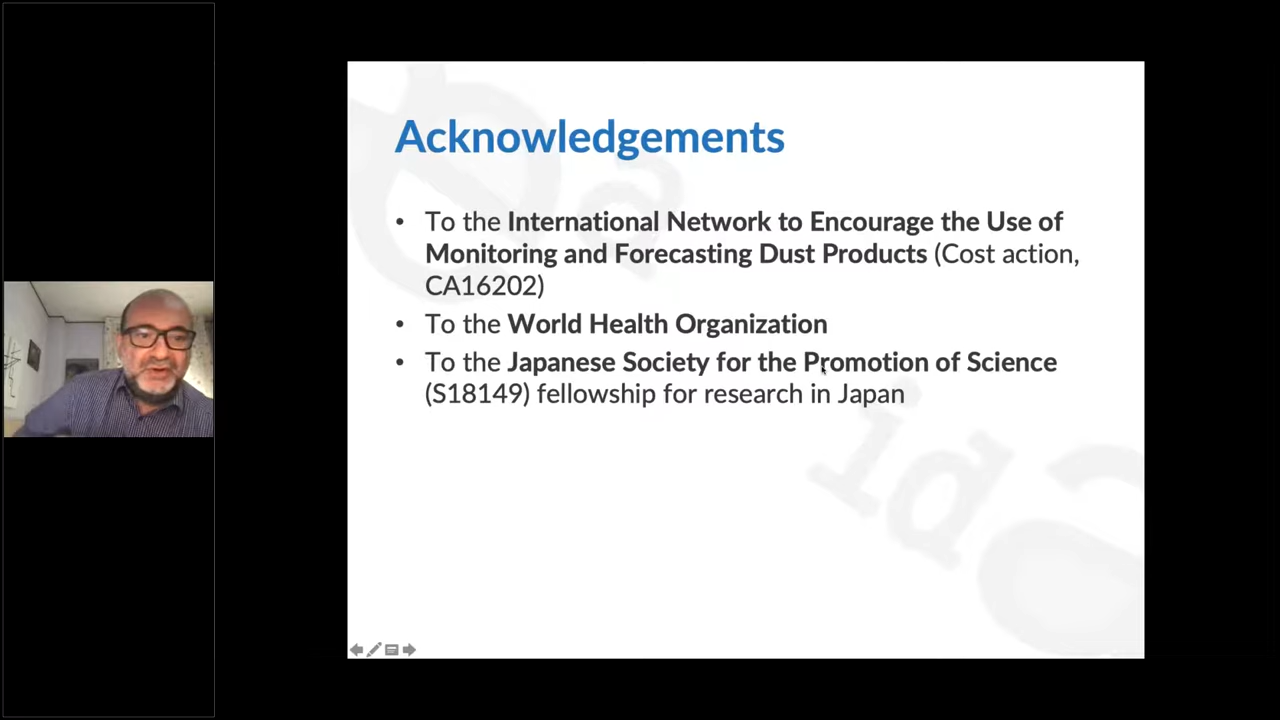 Acknowledgements
• To the International Network to Encourage the Use of
Monitoring and Forecasting Dust Products (Cost action,
CA16202)
• To the World Health Organization
• To the Japanese Society for the Promotion of Science
(S18149) fellowship for research in Japan